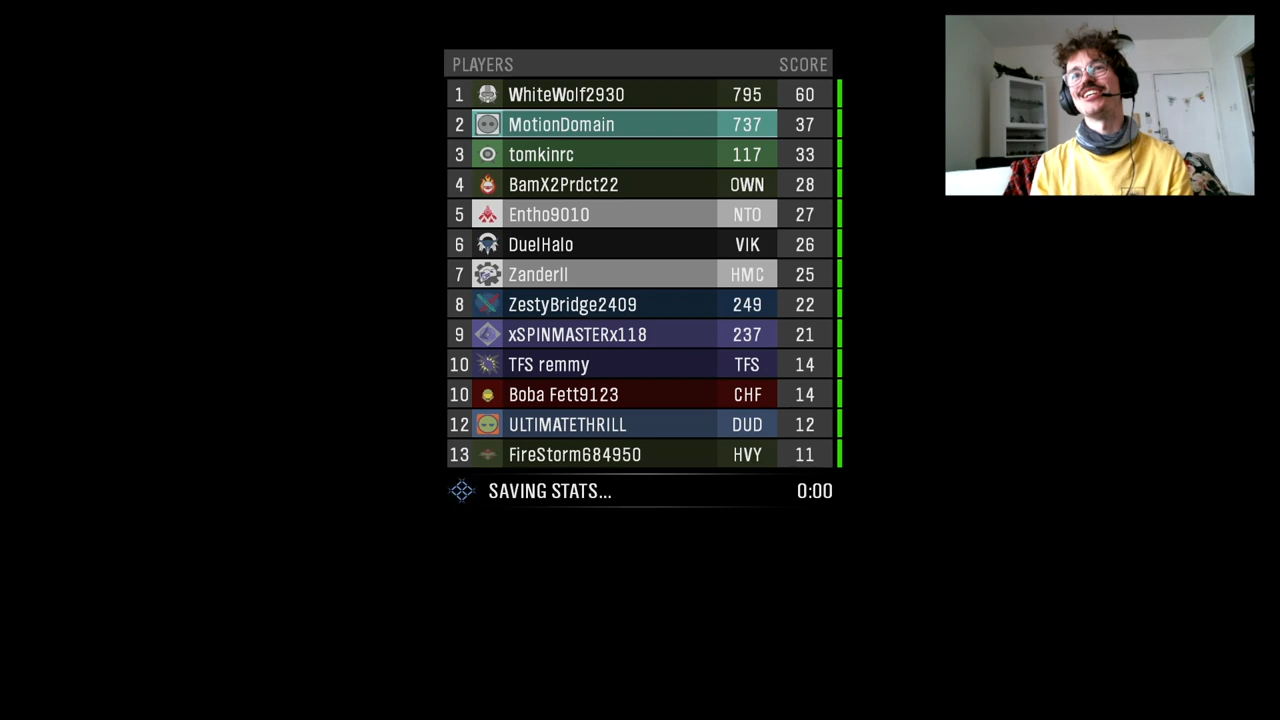 PLAYERS SCORE
1 WhiteWolf2930 795 60
2 MotionDomain 737 37
3 tomkinrc 117 33
4 BamX2Prdct22 OWN 28
5 Entho9010 NTO 27
6 DuelHalo VIK 26
7 ZanderII HMC 25
8 ZestyBridge2409 249 22
9 xSPINMASTERx118 237 21
10 TFS remmy TFS 14
10 Boba Fett9123 CHF 14
12 ULTIMATETHRILL DUD 12
13 FireStorm684950 HVY 11
SAVING STATS... 0:00